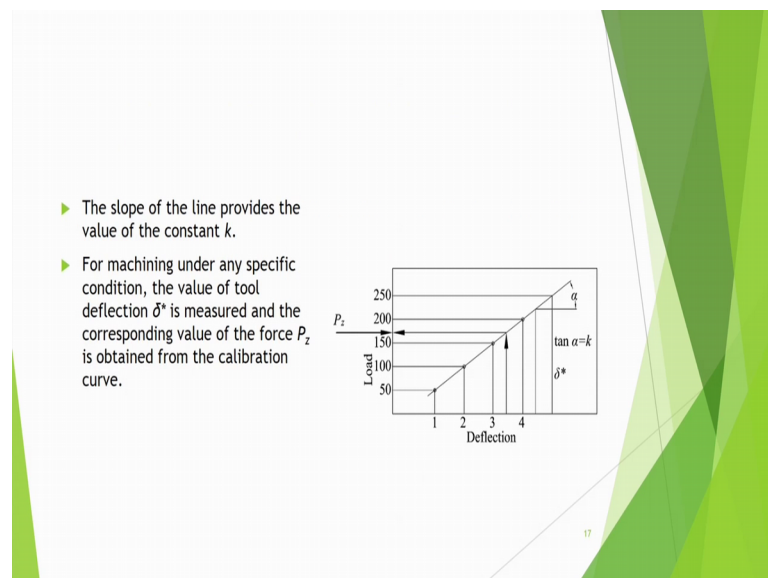 The slope of the line provides the
value of the constant k.
For machining under any specific
condition, the value of tool
deflection δ* is measured and the
corresponding value of the force Pz
is obtained from the calibration
curve.
Pz
Load
250
200
150
100
50
α
tan α=k
δ*
1 2 3 4
Deflection
17